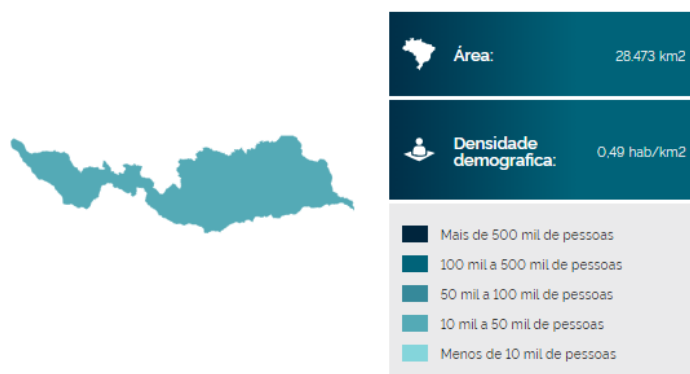 Área:
28.473 km2
Densidade
demografica:
0,49 hab/km2
Mais de 500 mil de pessoas
100 mil a 500 mil de pessoas
50 mil a 100 mil de pessoas
10 mil a 50 mil de pessoas
Menos de 10 mil de pessoas